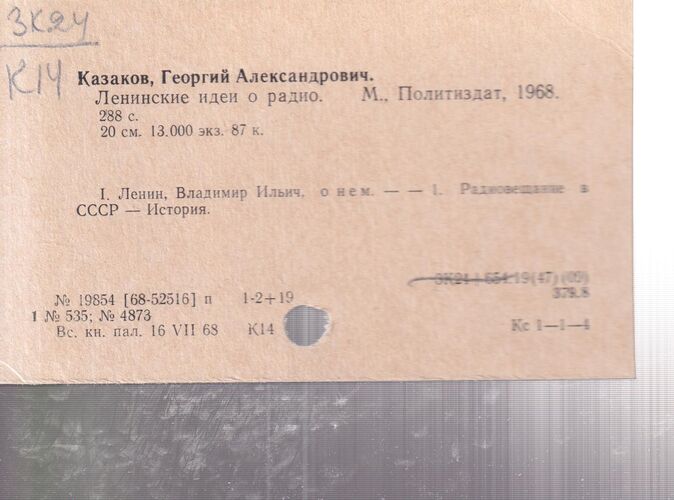 ЗК24
К14
Казаков, Георгий Александрович.
Ленинские идеи о радио. М., Политиздат, 1968.
288 с.
20 см. 13.000 экз. 87 к.
I. Ленин, Владимир Ильич, о нем. — — 1. Радиовещание в
СССР — История.
3К24+654.19(47)(09)
379.8
№ 19854 [68-52516] п 1-2+19
1 № 535; № 4873
Вс. кн. пал. 16 VII 68 К14 Кс 1—1—4